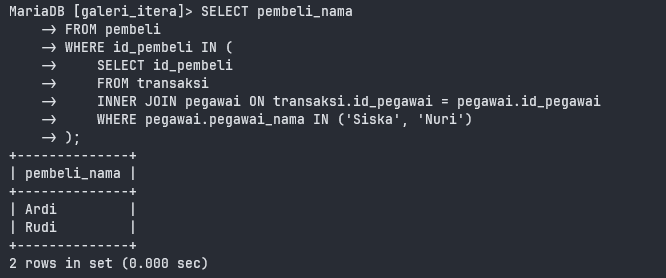 MariaDB [galeri_itera]> SELECT pembeli_nama
    -> FROM pembeli
    -> WHERE id_pembeli IN (
    ->     SELECT id_pembeli
    ->     FROM transaksi
    ->     INNER JOIN pegawai ON transaksi.id_pegawai = pegawai.id_pegawai
    ->     WHERE pegawai.pegawai_nama IN ('Siska', 'Nuri')
    -> );
+--------------+
| pembeli_nama |
+--------------+
| Ardi         |
| Rudi         |
+--------------+
2 rows in set (0.000 sec)